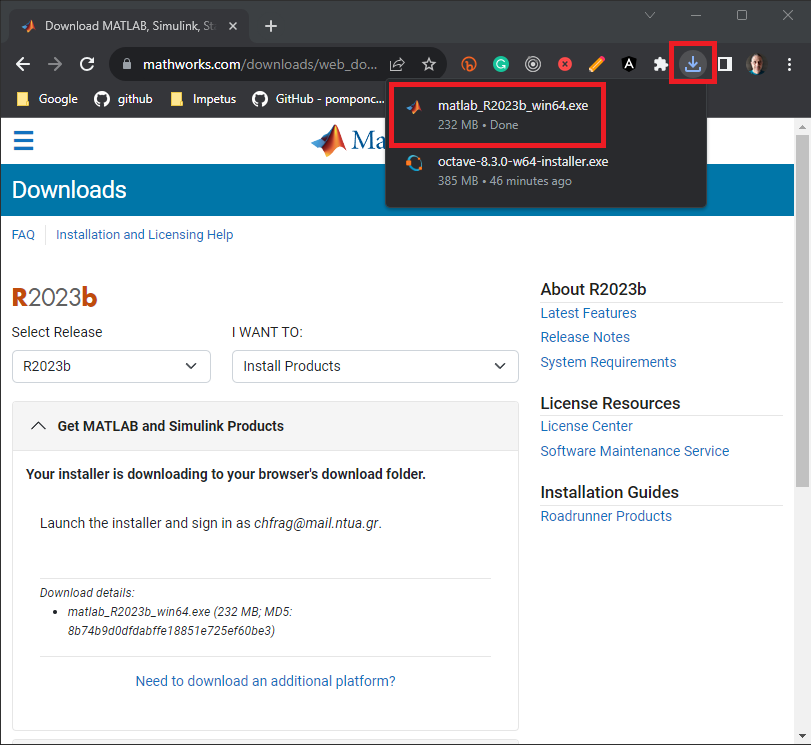 Download MATLAB, Simulink, St
mathworks.com/downloads/web_do...
Google
github
Impetus
GitHub - pomponc...
matlab_R2023b_win64.exe
232 MB • Done
octave-8.3.0-w64-installer.exe
385 MB • 46 minutes ago
Ma
Downloads
FAQ
Installation and Licensing Help
R2023b
Select Release
I WANT TO:
R2023b
Install Products
Get MATLAB and Simulink Products
Your installer is downloading to your browser's download folder.
Launch the installer and sign in as chfrag@mail.ntua.gr.
Download details:
• matlab_R2023b_win64.exe (232 MB; MD5:
8b74b9d0dfdabffe18851e725ef60be3)
Need to download an additional platform?
About R2023b
Latest Features
Release Notes
System Requirements
License Resources
License Center
Software Maintenance Service
Installation Guides
Roadrunner Products